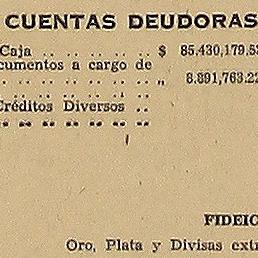 CUENTAS DEUDORAS
Caja .. .. .. .. .. $ 85.430,179.5
cumentos a cargo de
.. .. .. .. .. .. ,, 8.891,763.22
Créditos Diversos ..
FIDEIC
Oro, Plata y Divisas ext